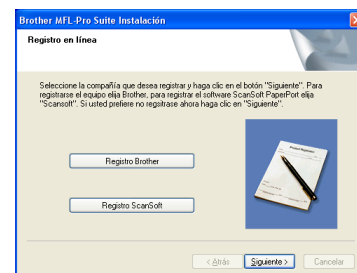 Brother MFL-Pro Suite Instalación
Registro en línea
Seleccione la compañía que desea registrar y haga clic en el botón "Siguiente". Para
registrarse el equipo elija Brother, para registrar el software ScanSoft PaperPort elija
"Scansoft". Si usted prefiere no regsitrase ahora haga clic en "Siguiente".
Registro Brother
Registro ScanSoft
< Atrás
Siguiente >
Cancelar